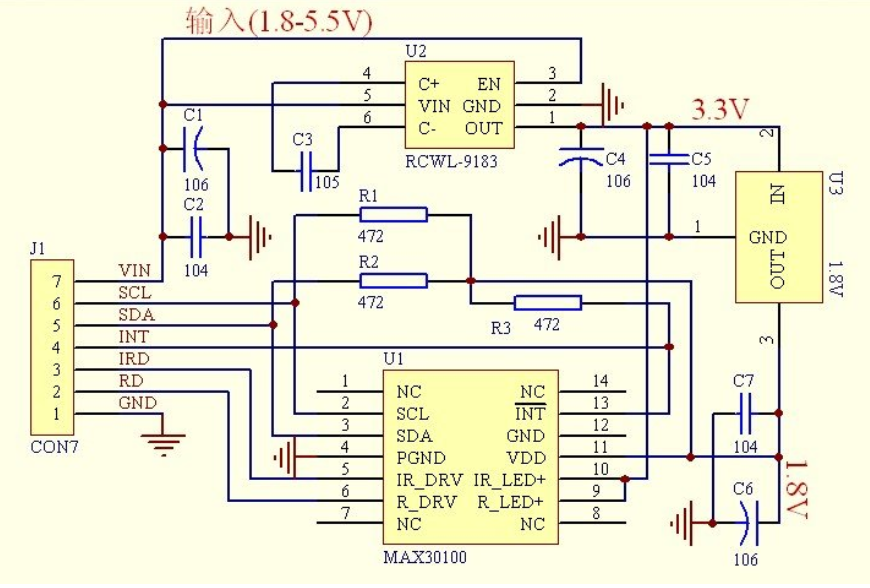 输入(1.8-5.5V)
U2
4 C+ EN 3
5 VIN GND 2
6 C- OUT 1
RCWL-9183
3.3V
C1
106
C2
104
C3
105
C4
106
C5
104
2
U3
IN
1 GND
OUT
1.8V
3
R1
472
R2
472
R3
472
J1
7 VIN
6 SCL
5 SDA
4 INT
3 IRD
2 RD
1 GND
CON7
U1
1 NC NC 14
2 SCL INT 13
3 SDA GND 12
4 PGND VDD 11
5 IR_DRV IR_LED+ 10
6 R_DRV R_LED+ 9
7 NC NC 8
MAX30100
C7
104
1.8V
C6
106